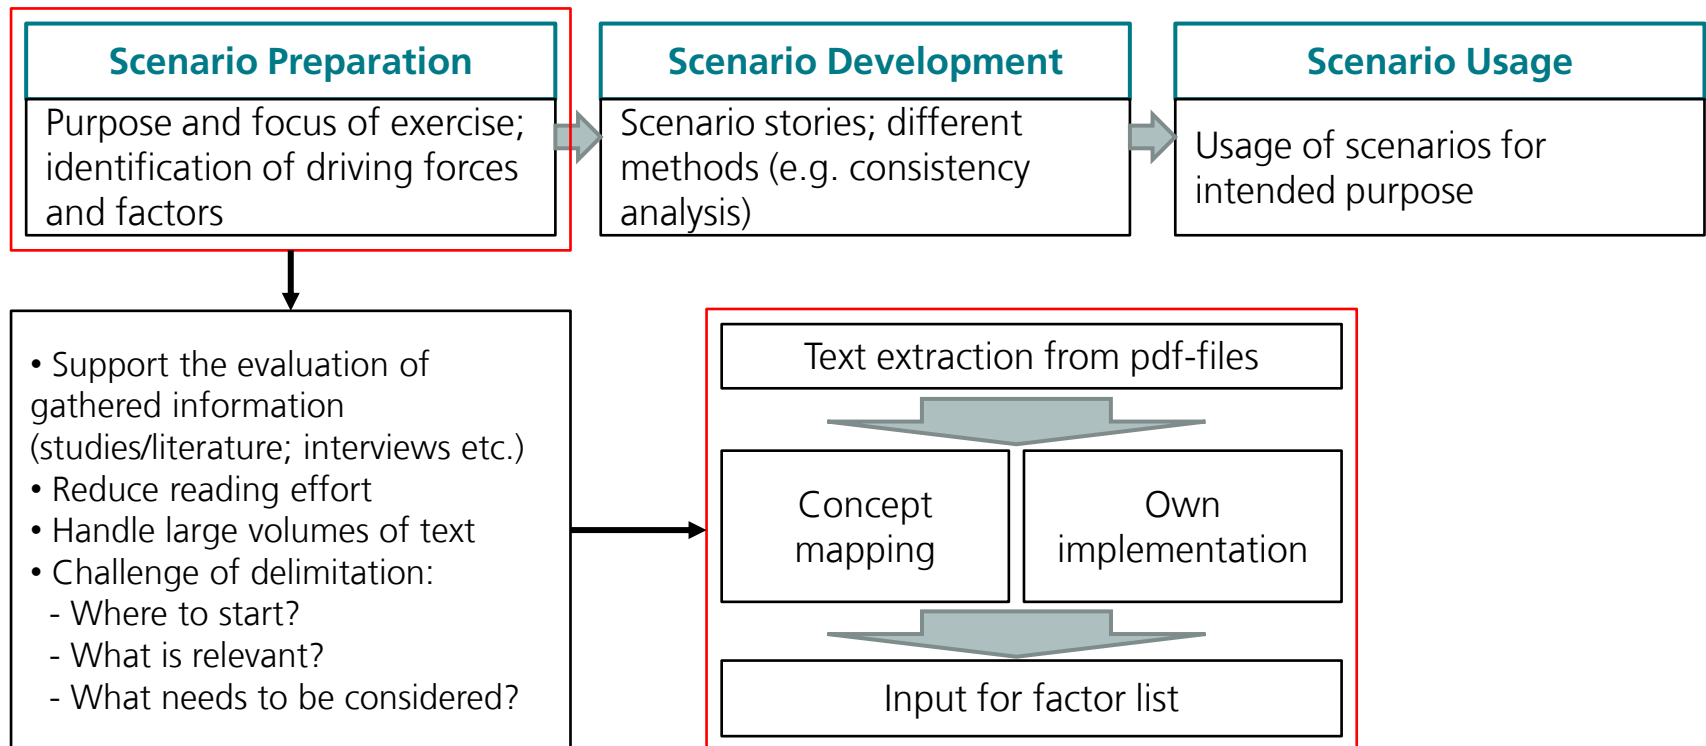 Scenario Preparation
Purpose and focus of exercise;
identification of driving forces
and factors
Scenario Development
Scenario stories; different
methods (e.g. consistency
analysis)
Scenario Usage
Usage of scenarios for
intended purpose
• Support the evaluation of
gathered information
(studies/literature; interviews etc.)
• Reduce reading effort
• Handle large volumes of text
• Challenge of delimitation:
- Where to start?
- What is relevant?
- What needs to be considered?
Text extraction from pdf-files
Concept
mapping
Own
implementation
Input for factor list